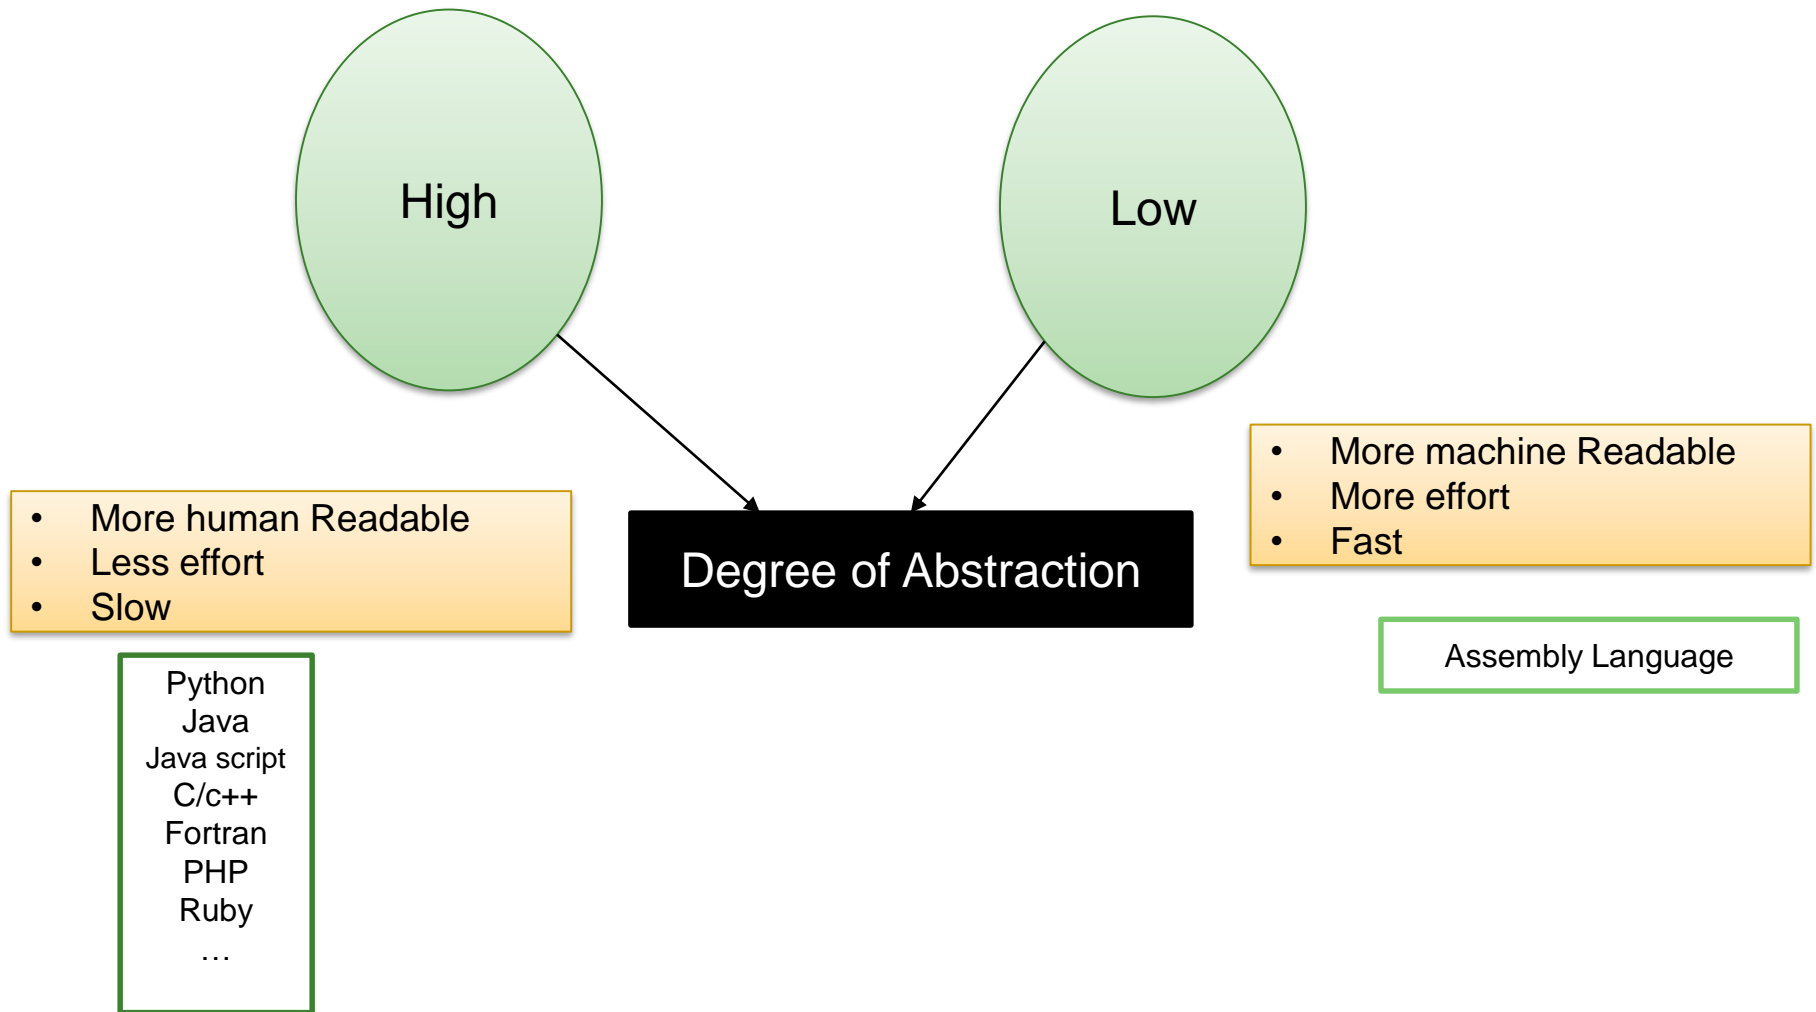 High
Low
• More human Readable
• Less effort
• Slow
Degree of Abstraction
• More machine Readable
• More effort
• Fast
Python
Java
Java script
C/c++
Fortran
PHP
Ruby
…
Assembly Language